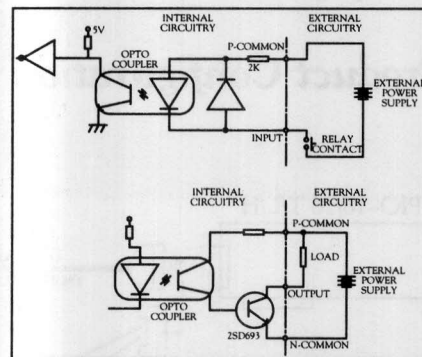 INTERNAL
CIRCUITRY
EXTERNAL
CIRCUITRY
5V
OPTO
COUPLER
P-COMMON
2K
EXTERNAL
POWER
SUPPLY
INPUT
RELAY
CONTACT
INTERNAL
CIRCUITRY
EXTERNAL
CIRCUITRY
P-COMMON
LOAD
EXTERNAL
POWER
SUPPLY
OUTPUT
OPTO
COUPLER
2SD693
N-COMMON